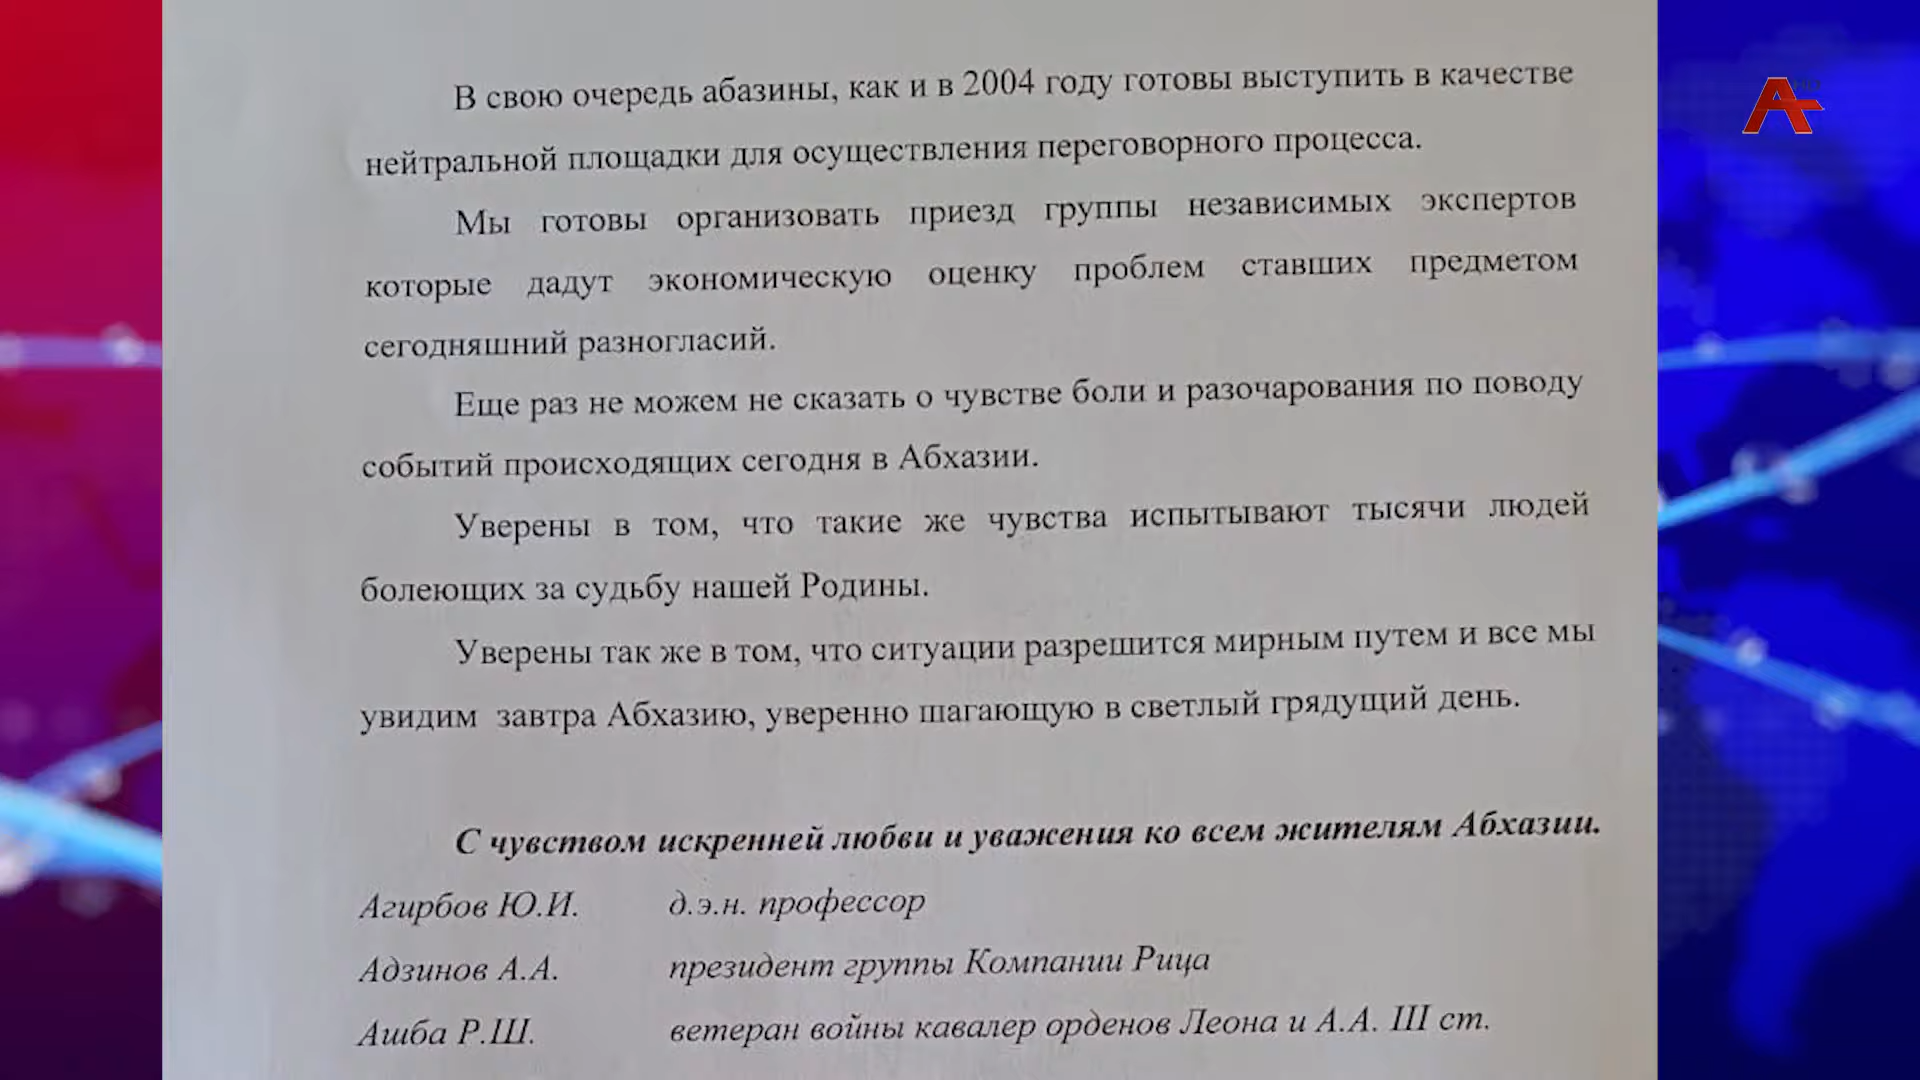 В свою очередь абазины, как и в 2004 году готовы выступить в качестве
нейтральной площадки для осуществления переговорного процесса.
Мы готовы организовать приезд группы независимых экспертов
которые дадут экономическую оценку проблем ставших предметом
сегодняшний разногласий.
Еще раз не можем не сказать о чувстве боли и разочарования по поводу
событий происходящих сегодня в Абхазии.
Уверены в том, что такие же чувства испытывают тысячи людей
болеющих за судьбу нашей Родины.
Уверены так же в том, что ситуации разрешится мирным путем и все мы
увидим завтра Абхазию, уверенно шагающую в светлый грядущий день.
С чувством искренней любви и уважения ко всем жителям Абхазии.
Агирбов Ю.И. д.э.н. профессор
Адзинов А.А. президент группы Компании Рица
Ашба Р.Ш. ветеран войны кавалер орденов Леона и А.А. III ст.
HD